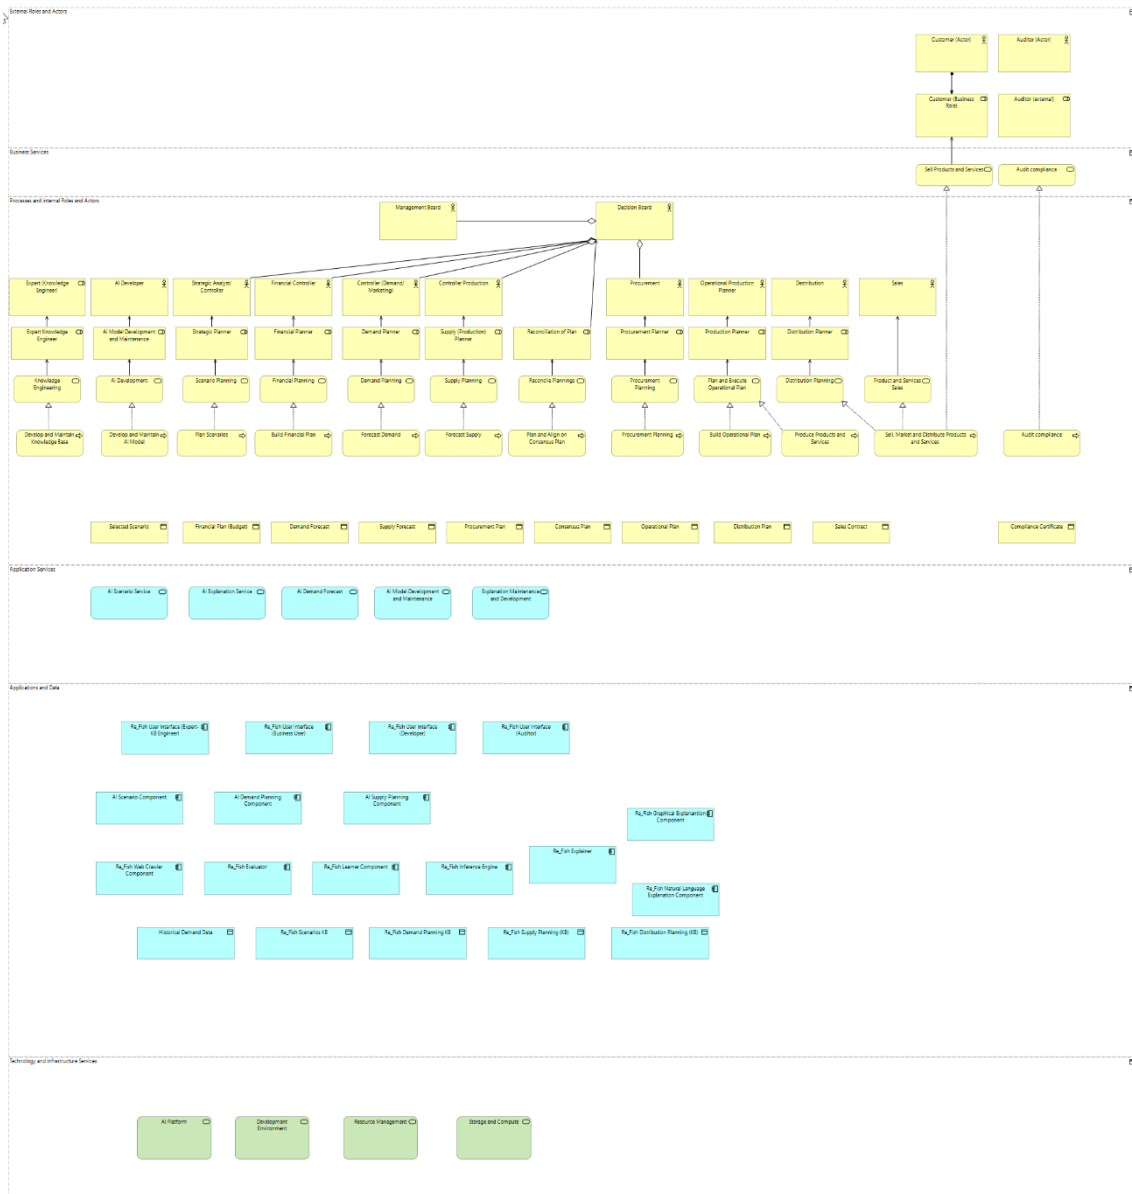 External Roles and Actors
Customer (Actor)
Auditor (Actor)
Customer (Business
Role)
Auditor (external)
Business Services
Sell Products and Services
Audit compliance
Processes and Internal Roles and Actors
Management Board
Decision Board
Expert (Knowledge
Engineer)
AI Developer
Strategic Analyst/
Controller
Financial Controller
Controller (Demand/
Marketing)
Controller Production
Procurement
Operational Production
Planner
Distribution
Sales
Expert Knowledge
Engineer
AI Model Development
and Maintenance
Strategic Planner
Financial Planner
Demand Planner
Supply (Production)
Planner
Reconciliation of Plan
Procurement Planner
Production Planner
Distribution Planner
Knowledge
Engineering
AI Development
Scenario Planning
Financial Planning
Demand Planning
Supply Planning
Reconcile Plannings
Procurement
Planning
Plan and Execute
Operational Plan
Distribution Planning
Product and Services
Sales
Develop and Maintain
Knowledge Base
Develop and Maintain
AI Model
Plan Scenarios
Build Financial Plan
Forecast Demand
Forecast Supply
Plan and Align on
Consensus Plan
Procurement Planning
Build Operational Plan
Produce Products and
Services
Sell, Market and Distribute Products
and Services
Audit compliance
Selected Scenario
Financial Plan (Budget)
Demand Forecast
Supply Forecast
Procurement Plan
Consensus Plan
Operational Plan
Distribution Plan
Sales Contract
Compliance Certificate
Application Services
AI Scenario Service
AI Explanation Service
AI Demand Forecast
AI Model Development
and Maintenance
Explanation Maintenance
and Development
Applications and Data
Re_Fish User Interface (Expert-
KB Engineer)
Re_Fish User Interface
(Business User)
Re_Fish User Interface
(Developer)
Re_Fish User Interface
(Auditor)
AI Scenario Component
AI Demand Planning
Component
AI Supply Planning
Component
Re_Fish Graphical Explanantion
Component
Re_Fish Explainer
Re_Fish Web Crawler
Component
Re_Fish Evaluator
Re_Fish Learner Component
Re_Fish Inference Engine
Re_Fish Natural Language
Explanation Component
Historical Demand Data
Re_Fish Scenarios KB
Re_Fish Demand Planning KB
Re_Fish Supply Planning (KB)
Re_Fish Distribution Planning (KB)
Technology and infrastructure Services
AI Platform
Development
Environment
Resource Management
Storage and Compute